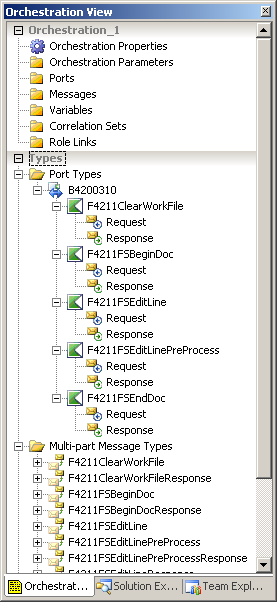 Orchestration View
Orchestration_1
Orchestration Properties
Orchestration Parameters
Ports
Messages
Variables
Correlation Sets
Role Links
Types
Port Types
B4200310
F4211ClearWorkFile
Request
Response
F4211FSBeginDoc
Request
Response
F4211FSEditLine
Request
Response
F4211FSEditLinePreProcess
Request
Response
F4211FSEndDoc
Request
Response
Multi-part Message Types
F4211ClearWorkFile
F4211ClearWorkFileResponse
F4211FSBeginDoc
F4211FSBeginDocResponse
F4211FSEditLine
F4211FSEditLinePreProcess
F4211FSEditLinePreProcessResponse
F4211FSEditLineResponse
Orchestrat... Solution Ex... Team Expl...